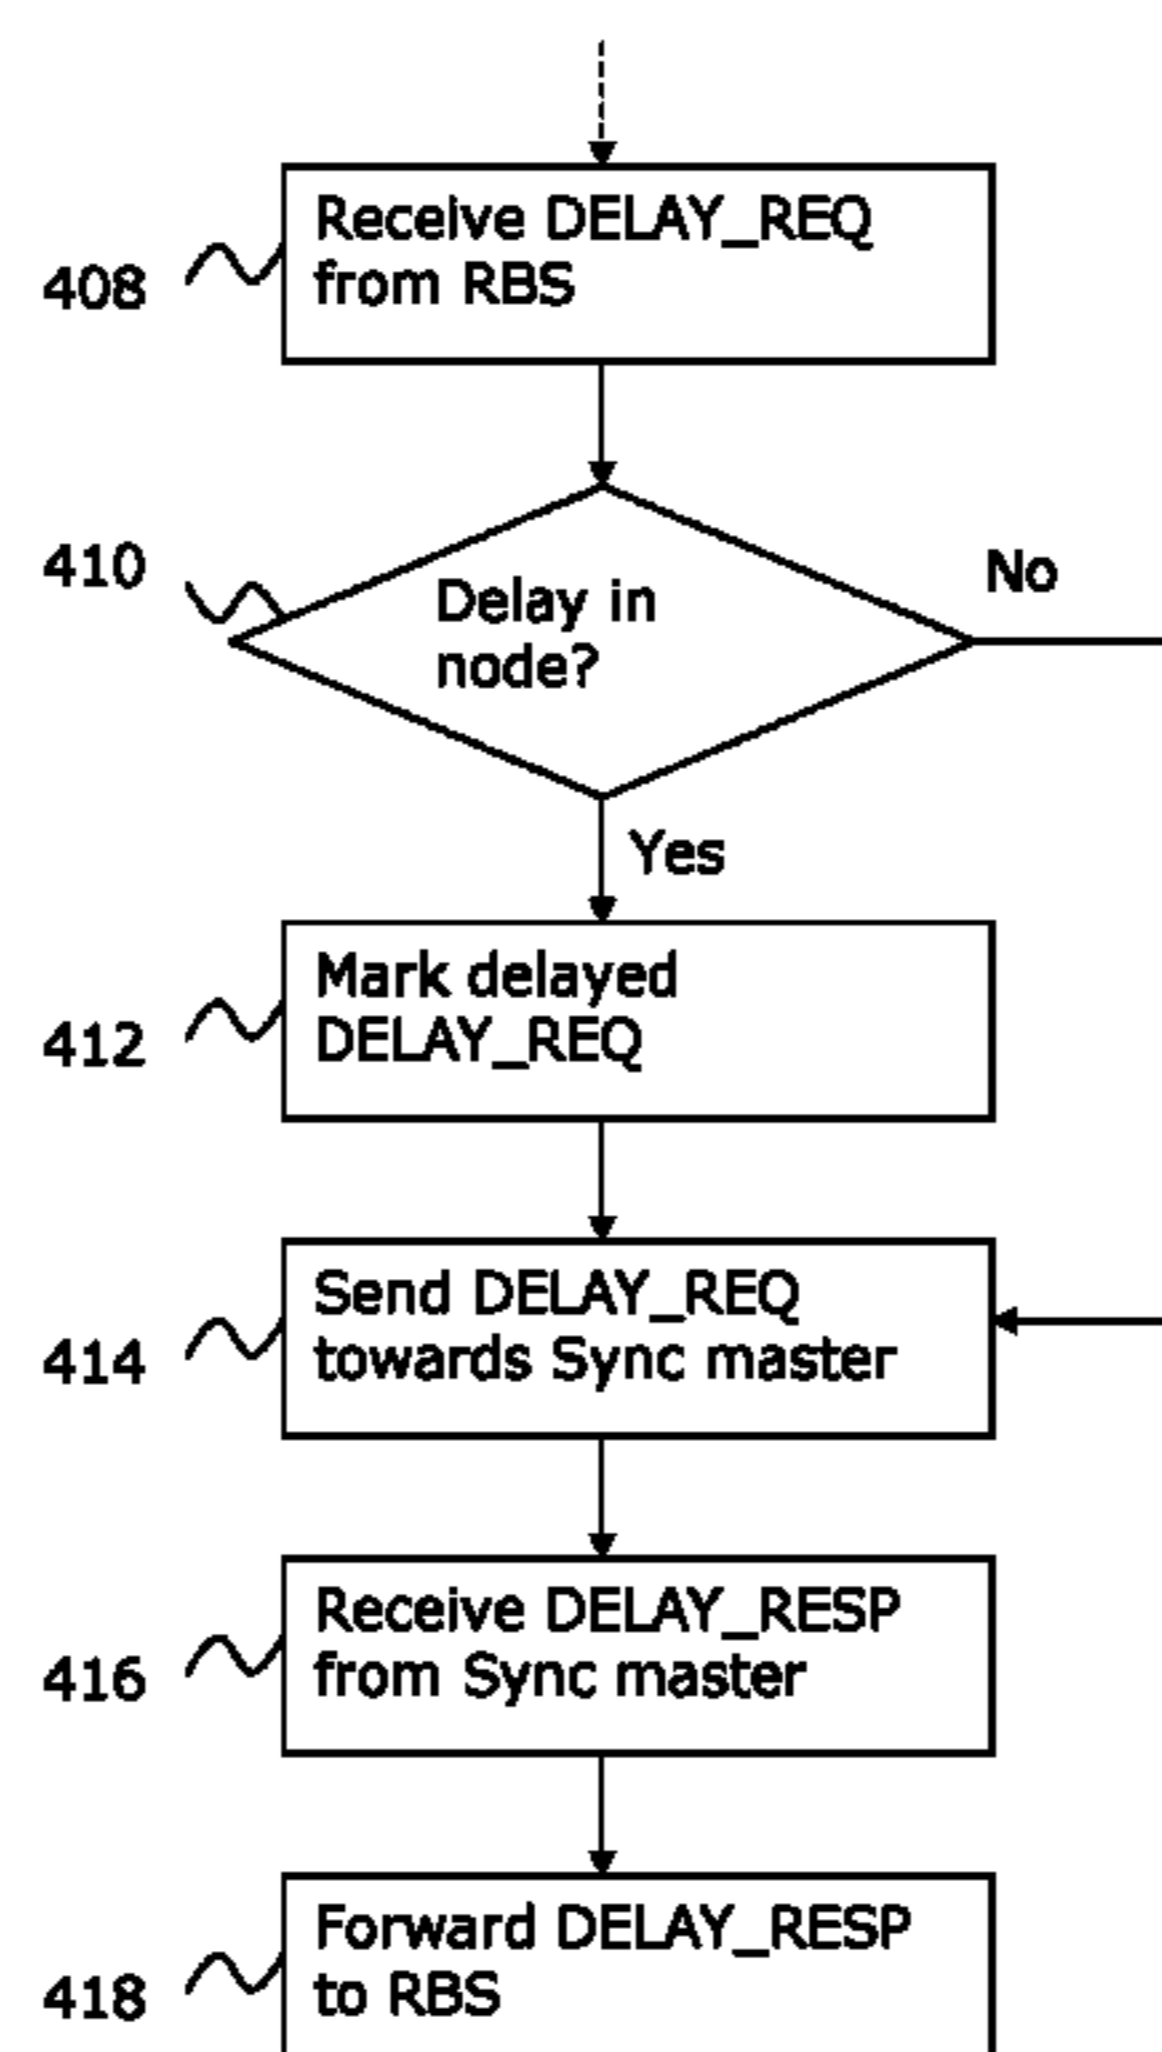 Receive DELAY_REQ
from RBS
408
410
No
Delay in
node?
Yes
Mark delayed
DELAY_REQ
412
Send DELAY_REQ
towards Sync master
414
Receive DELAY_RESP
from Sync master
416
Forward DELAY_RESP
to RBS
418